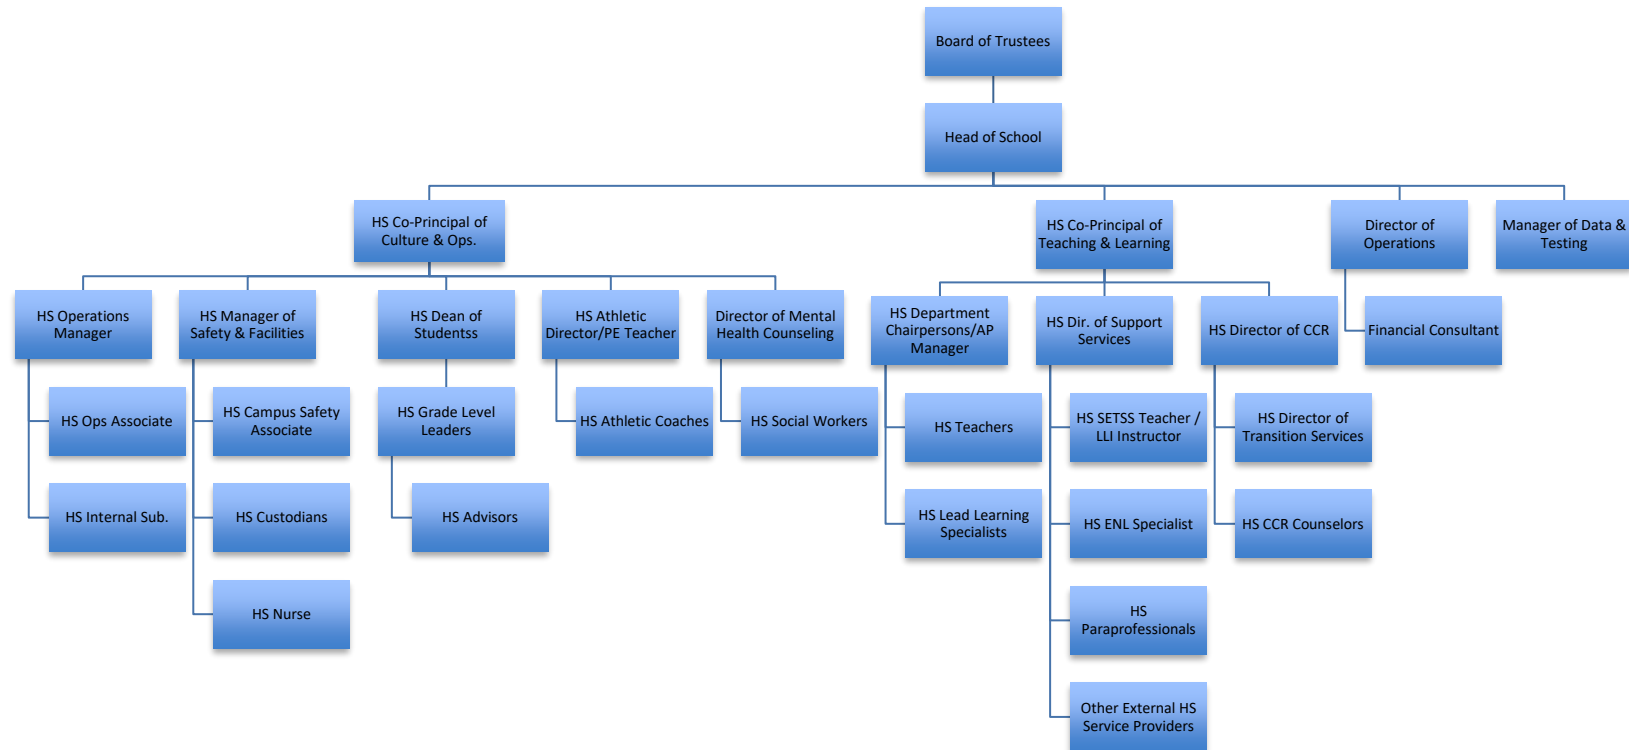 Board of Trustees
Head of School
HS Co-Principal of
Culture & Ops.
HS Co-Principal of
Teaching & Learning
Director of
Operations
Manager of Data &
Testing
HS Operations
Manager
HS Manager of
Safety & Facilities
HS Dean of
Studentss
HS Athletic
Director/PE Teacher
Director of Mental
Health Counseling
HS Department
Chairpersons/AP
Manager
HS Dir. of Support
Services
HS Director of CCR
Financial Consultant
HS Ops Associate
HS Campus Safety
Associate
HS Grade Level
Leaders
HS Athletic Coaches
HS Social Workers
HS Teachers
HS SETSS Teacher /
LLI Instructor
HS Director of
Transition Services
HS Internal Sub.
HS Custodians
HS Advisors
HS Lead Learning
Specialists
HS ENL Specialist
HS CCR Counselors
HS Nurse
HS
Paraprofessionals
Other External HS
Service Providers